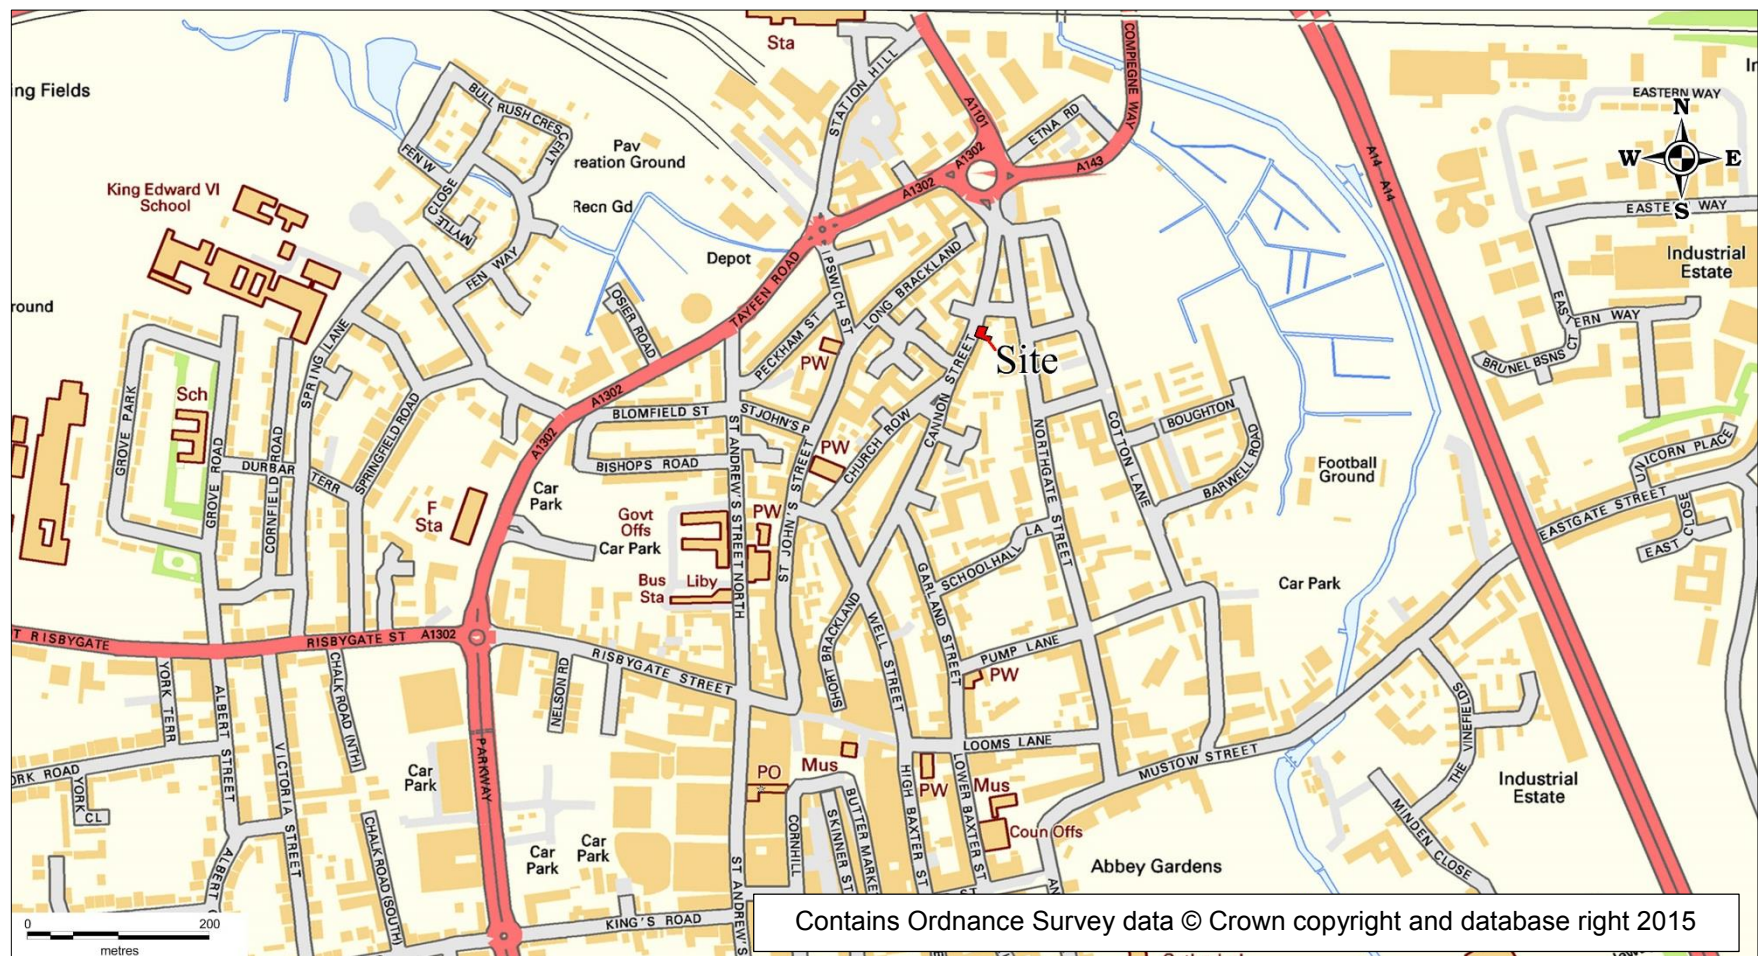 Sta
ing Fields
BULL RUSH CRESCENT
STATION HILL
A1101
COMPIEGNE WAY
EASTERN WAY
N
W
E
S
ETNA RD
A1302
A143
A14
A14
Pav
reation Ground
FEN W
King Edward VI
School
MYTLE CLOSE
Recn Gd
A1302
EASTERN WAY
FEN WAY
Depot
IPSWICH ST
LONG BRACKLAND
Industrial
Estate
round
OSIER ROAD
TAYFEN ROAD
PECKHAM ST
EASTERN WAY
SPRING LANE
PW
CANNON STREET
Site
BRUNEL BSNS CT
GROVE PARK
Sch
SPRINGFIELD ROAD
A1302
BLOMFIELD ST
ST JOHN'S P
CHURCH ROW
COTTON LANE
BOUGHTON
A1302
BISHOPS ROAD
PW
NORTHGATE STREET
BARWELL ROAD
Football
Ground
UNICORN PLACE
DURBAR TERR
GROVE ROAD
CORNFIELD ROAD
Car
Park
F
Sta
Govt
Offs
Car Park
PW
ST ANDREW'S STREET NORTH
ST JOHN'S STREET
EASTGATE STREET
EAST CLOSE
SCHOOLHALL LA
GARLAND STREET
Bus
Sta
Liby
Car Park
T RISBYGATE
RISBYGATE ST
A1302
RISBYGATE STREET
SHORT BRACKLAND
WELL STREET
PUMP LANE
PW
YORK TERR
ALBERT STREET
CHALK ROAD (NTH)
NELSON RD
THE VINEFIELDS
VICTORIA STREET
PARKWAY
LOOMS LANE
MUSTOW STREET
ORK ROAD
YORK CL
Car
Park
PO
Mus
PW
Mus
HIGH BAXTER ST
LOWER BAXTER ST
Industrial
Estate
MINDEN CLOSE
CHALK ROAD (SOUTH)
Car
Park
Car
Park
CORNHILL
SKINNER ST
BUTTER MARKE
Coun Offs
Abbey Gardens
KING'S ROAD
ST ANDREW'S S
0
200
metres
Contains Ordnance Survey data © Crown copyright and database right 2015